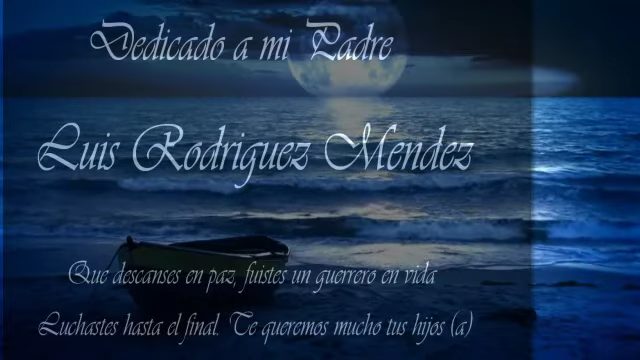 Dedicado a mi Padre
Luis Rodriguez Mendez
Que descanses en paz, fuistes un guerrero en vida
Luchastes hasta el final. Te queremos mucho tus hijos (a)